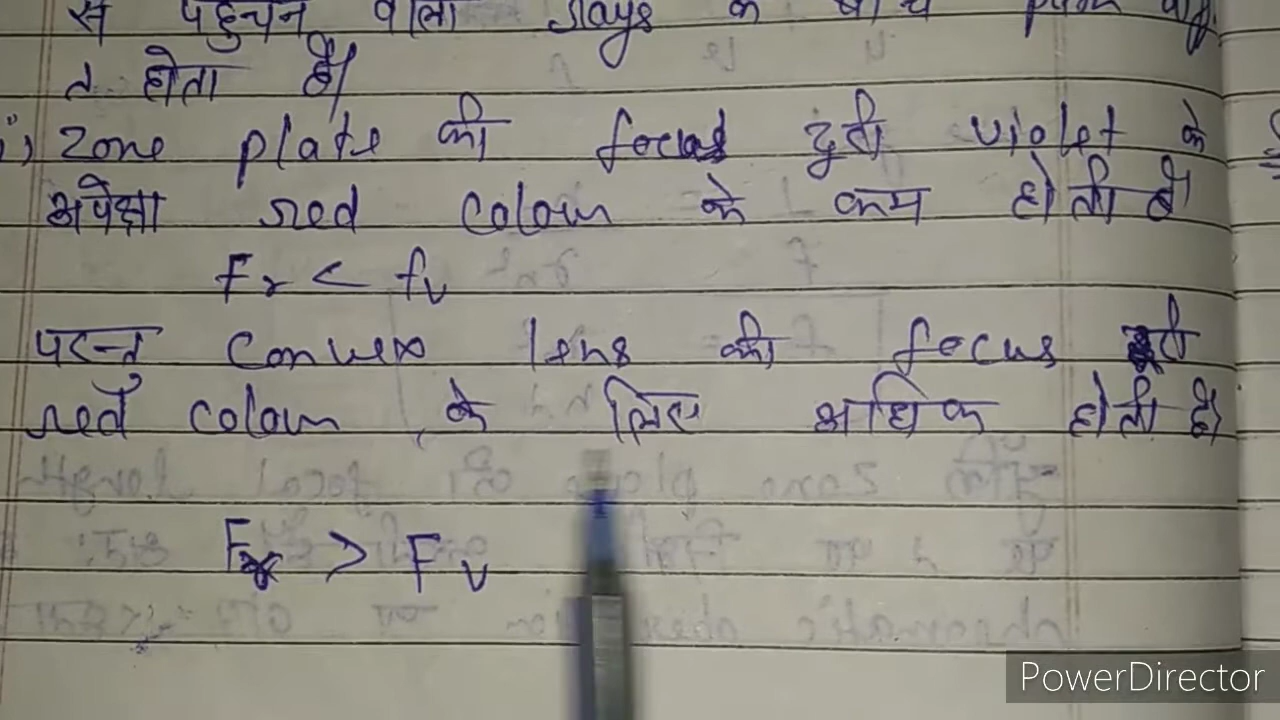 से पहुँचने वाली rays के बीच
त होता है।
ii) Zone plate की focus दुरी violet के
अपेक्षा red colour के कम होती है
Fr < fv
परन्तु Convex lens की focus
red colour के लिए अधिक होती है।
Fr > Fv
PowerDirector